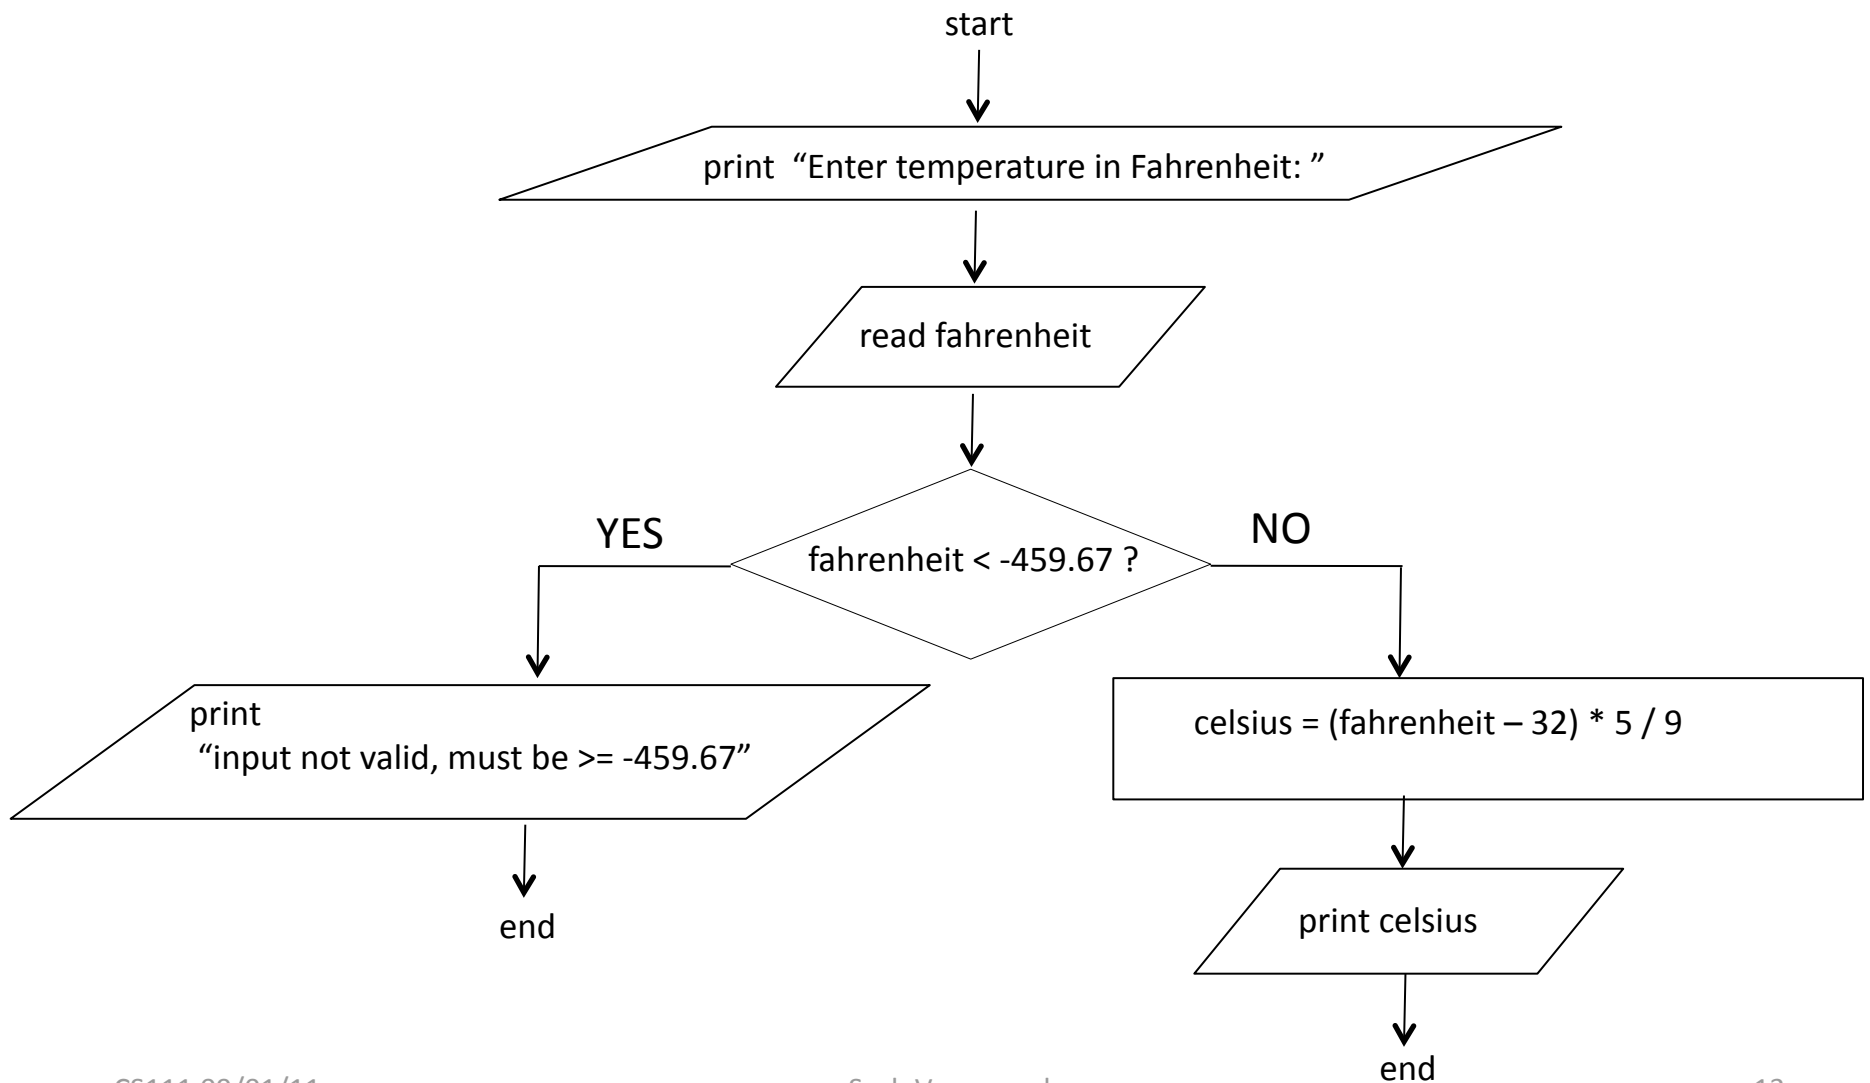 start
print “Enter temperature in Fahrenheit: ”
read fahrenheit
YES
NO
fahrenheit < -459.67 ?
print
“input not valid, must be >= -459.67”
celsius = (fahrenheit – 32) * 5 / 9
print celsius
end
end